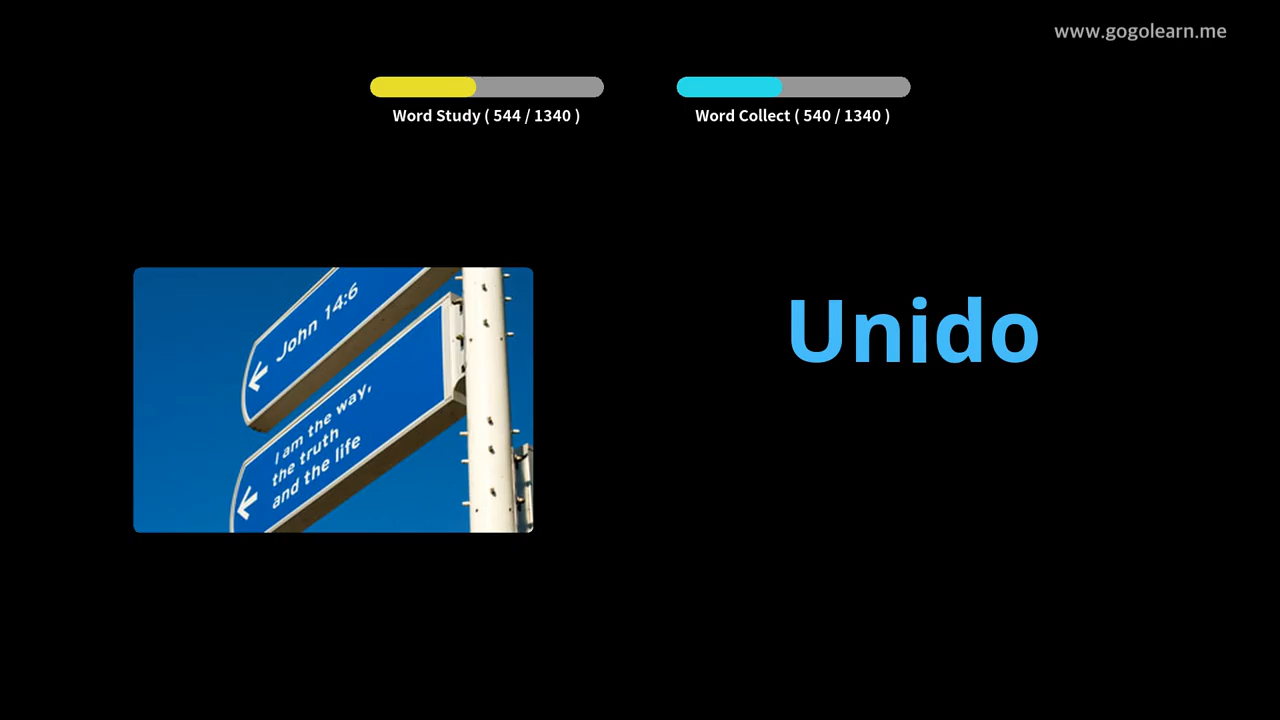 www.gogolearn.me
Word Study ( 544 / 1340 )
Word Collect ( 540 / 1340 )
John 14:6
I am the way,
the truth
and the life
Unido